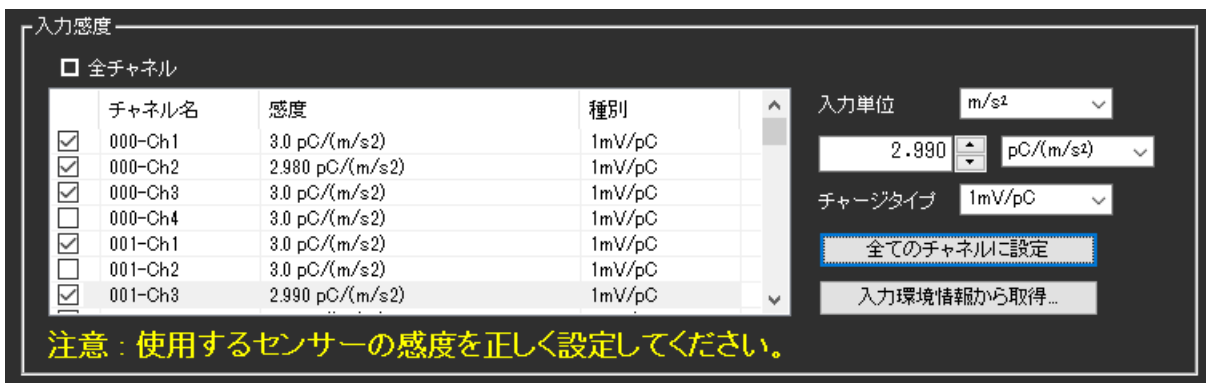 入力感度
全チャネル
チャネル名 感度 種別
000-Ch1 3.0 pC/(m/s2) 1mV/pC
000-Ch2 2.980 pC/(m/s2) 1mV/pC
000-Ch3 3.0 pC/(m/s2) 1mV/pC
000-Ch4 3.0 pC/(m/s2) 1mV/pC
001-Ch1 3.0 pC/(m/s2) 1mV/pC
001-Ch2 3.0 pC/(m/s2) 1mV/pC
001-Ch3 2.990 pC/(m/s2) 1mV/pC
入力単位 m/s²
2.990 pC/(m/s²)
チャージタイプ 1mV/pC
全てのチャネルに設定
入力環境情報から取得...
注意：使用するセンサーの感度を正しく設定してください。